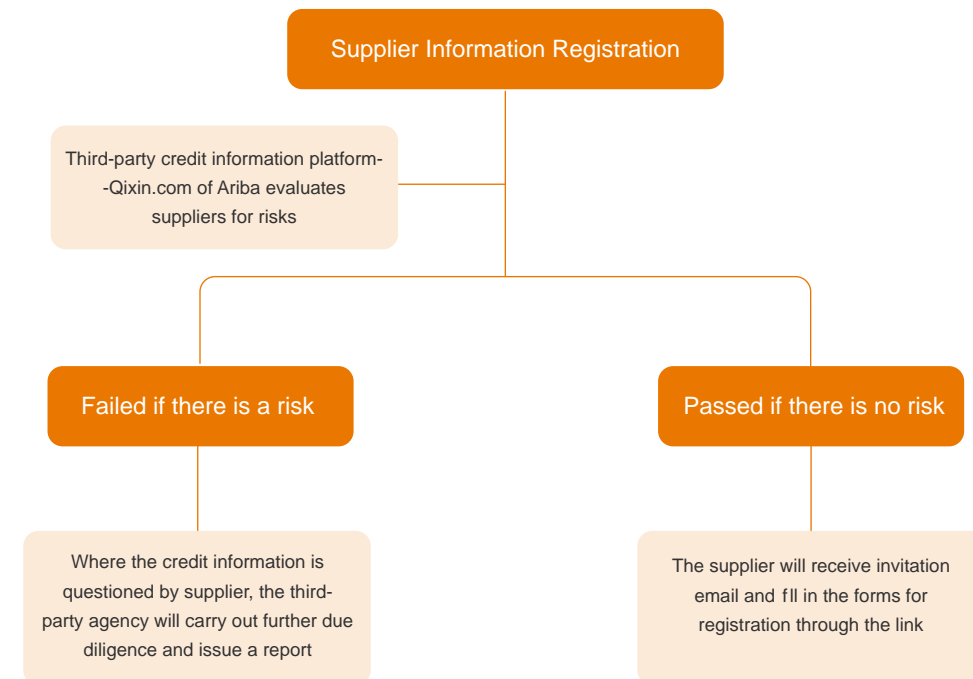 Supplier Information Registration
Third-party credit information platform-
-Qixin.com of Ariba evaluates
suppliers for risks
Failed if there is a risk
Passed if there is no risk
Where the credit information is
questioned by supplier, the third-
party agency will carry out further due
diligence and issue a report
The supplier will receive invitation
email and fll in the forms for
registration through the link